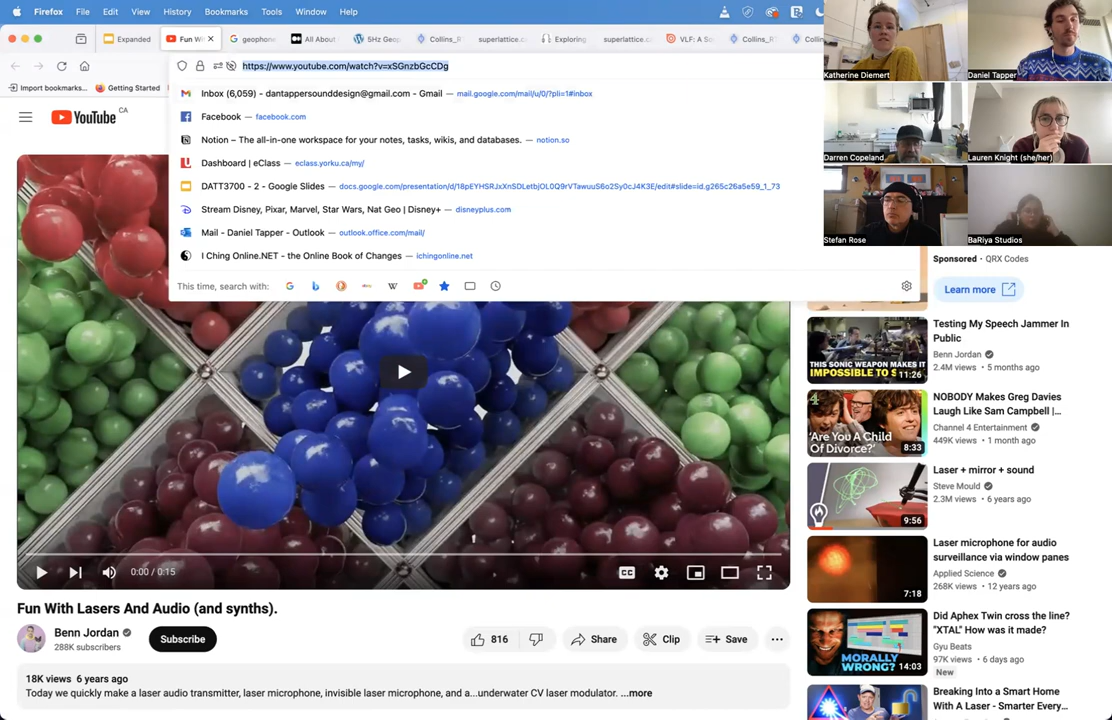 Firefox File Edit View History Bookmarks Tools Window Help
Expanded
Fun Wi
geophone
All About
5Hz Geop
Collins_R
superlattice.c
Exploring
superlattice.c
VLF: A So
Collins_RT
Collin
https://www.youtube.com/watch?v=xSGnzbGcCDg
Import bookmarks...
Getting Started
Inbox (6,059) - dantappersounddesign@gmail.com - Gmail — mail.google.com/mail/u/0/?pli=1#inbox
Facebook — facebook.com
Notion – The all-in-one workspace for your notes, tasks, wikis, and databases. — notion.so
Dashboard | eClass — eclass.yorku.ca/my/
DATT3700 - 2 - Google Slides — docs.google.com/presentation/d/18pEYHSRJxXnSDLetbjOL0Q9rVTawuuS6o2Sy0cJ4K3E/edit#slide=id.g265c26a5e59_1_73
Stream Disney, Pixar, Marvel, Star Wars, Nat Geo | Disney+ — disneyplus.com
Mail - Daniel Tapper - Outlook — outlook.office.com/mail/
I Ching Online.NET - the Online Book of Changes — ichingonline.net
This time, search with:
Katherine Diemert
Daniel Tapper
Darren Copeland
Lauren Knight (she/her)
Stefan Rose
BaRiya Studios
YouTube CA
Sponsored · QRX Codes
Learn more
THIS SONIC WEAPON MAKES IT
IMPOSSIBLE TO S
11:26
Testing My Speech Jammer In
Public
Benn Jordan
2.4M views • 5 months ago
4
'Are You A Child
Of Divorce?'
8:33
NOBODY Makes Greg Davies
Laugh Like Sam Campbell |...
Channel 4 Entertainment
449K views • 1 month ago
9:56
Laser + mirror + sound
Steve Mould
2.3M views • 6 years ago
7:18
Laser microphone for audio
surveillance via window panes
Applied Science
268K views • 12 years ago
MORALLY
WRONG?
14:03
Did Aphex Twin cross the line?
"XTAL" How was it made?
Gyu Beats
97K views • 6 days ago
New
Breaking Into a Smart Home
With A Laser - Smarter Every...
0:00 / 0:15
CC
Fun With Lasers And Audio (and synths).
Benn Jordan
288K subscribers
Subscribe
816
Share
Clip
Save
18K views 6 years ago
Today we quickly make a laser audio transmitter, laser microphone, invisible laser microphone, and a...underwater CV laser modulator. ...more